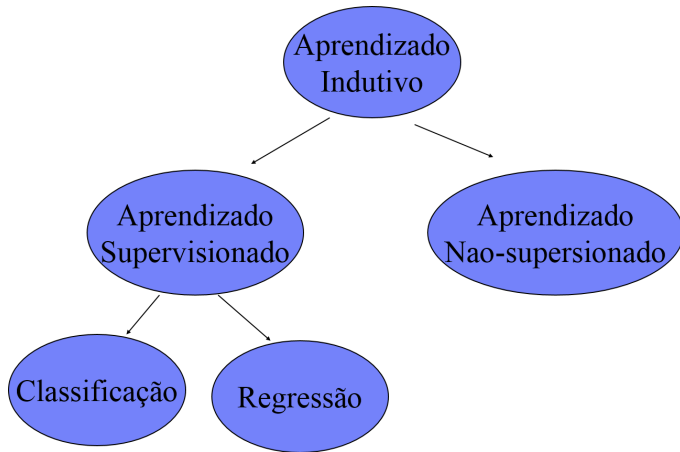 Aprendizado
Indutivo
Aprendizado
Supervisionado
Aprendizado
Nao-supersionado
Classificação
Regressão